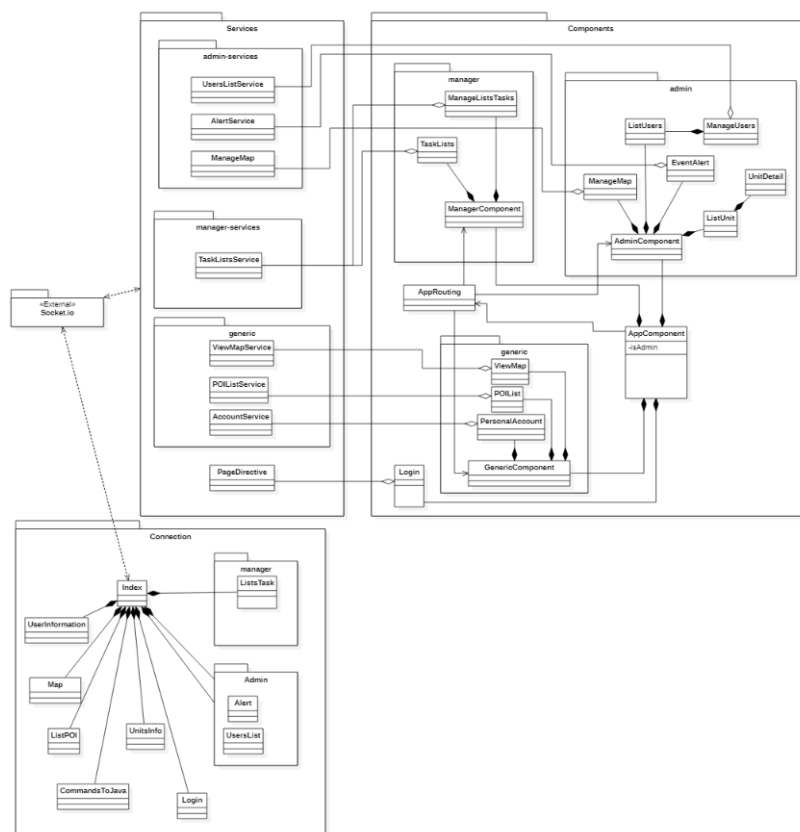 Services
Components
admin-services
UsersListService
AlertService
ManageMap
manager
ManageListsTasks
TaskLists
ManagerComponent
admin
ListUsers
ManageUsers
EventAlert
UnitDetail
ManageMap
ListUnit
AdminComponent
manager-services
TaskListsService
AppRouting
<External>
Socket.io
AppComponent
-isAdmin
generic
ViewMapService
POIListService
AccountService
generic
ViewMap
POIList
PersonalAccount
GenericComponent
PageDirective
Login
Connection
Index
manager
ListsTask
UserInformation
Map
Admin
Alert
UsersList
ListPOI
UnitsInfo
CommandsToJava
Login